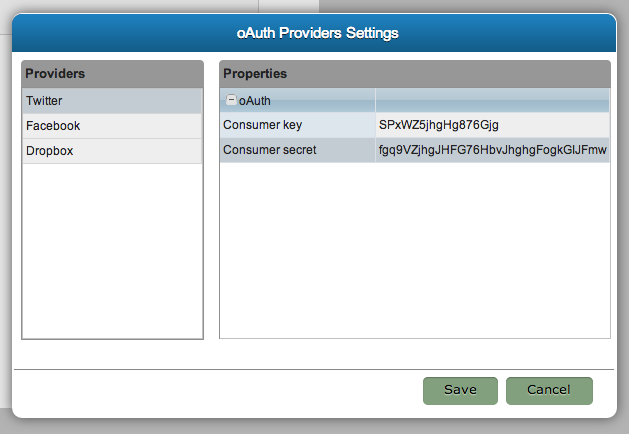 oAuth Providers Settings
Providers
Twitter
Facebook
Dropbox
Properties
oAuth
Consumer key SPxWZ5jhgHg876Gjg
Consumer secret fgq9VZjhgJHFG76HbvJhghgFogkGlJFmw
Save Cancel